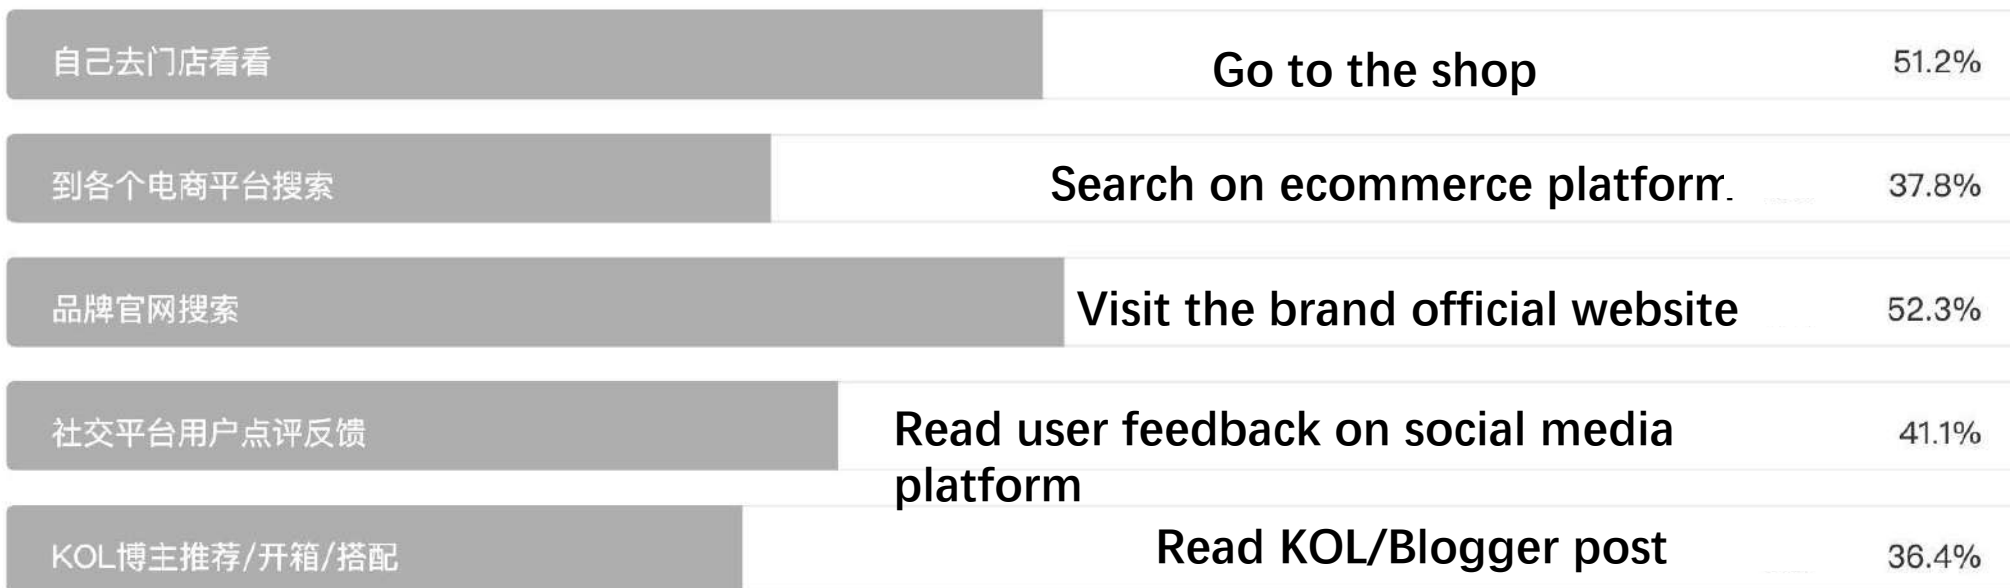 自己去门店看看 Go to the shop 51.2%
到各个电商平台搜索 Search on ecommerce platform 37.8%
品牌官网搜索 Visit the brand official website 52.3%
社交平台用户点评反馈 Read user feedback on social media 41.1%
platform
KOL博主推荐/开箱/搭配 Read KOL/Blogger post 36.4%